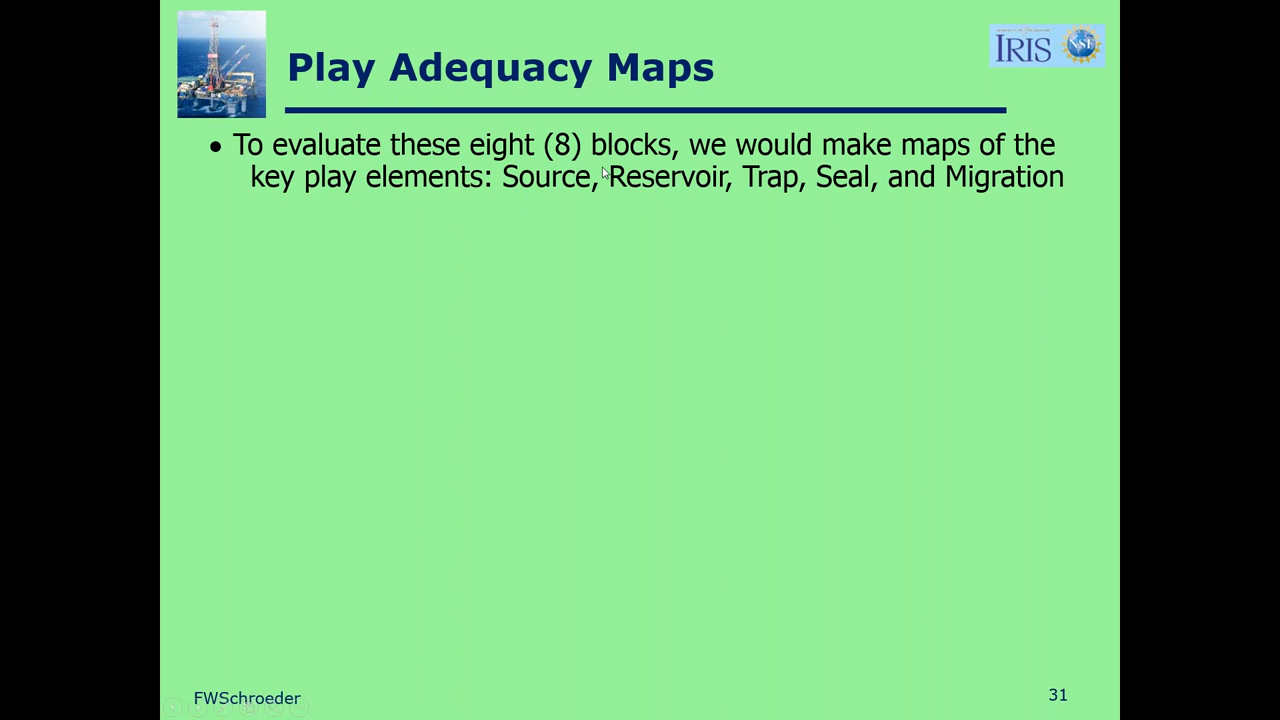 Play Adequacy Maps
IRIS
NSF
• To evaluate these eight (8) blocks, we would make maps of the
key play elements: Source, Reservoir, Trap, Seal, and Migration
FWSchroeder
31